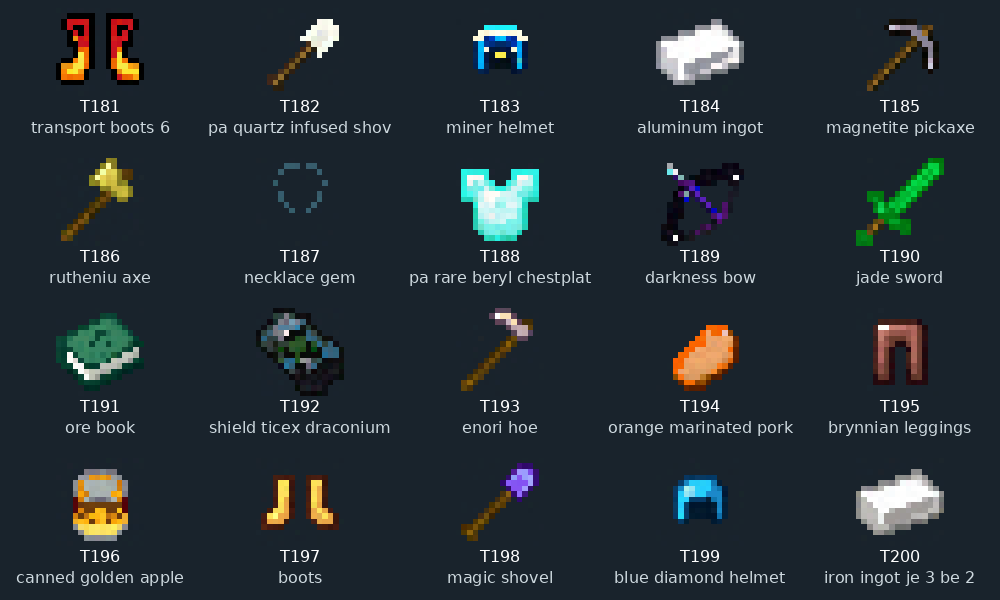 T181 T182 T183 T184 T185
transport boots 6 pa quartz infused shov miner helmet aluminum ingot magnetite pickaxe
T186 T187 T188 T189 T190
rutheniu axe necklace gem pa rare beryl chestplat darkness bow jade sword
T191 T192 T193 T194 T195
ore book shield ticex draconium enori hoe orange marinated pork brynnian leggings
T196 T197 T198 T199 T200
canned golden apple boots magic shovel blue diamond helmet iron ingot je 3 be 2